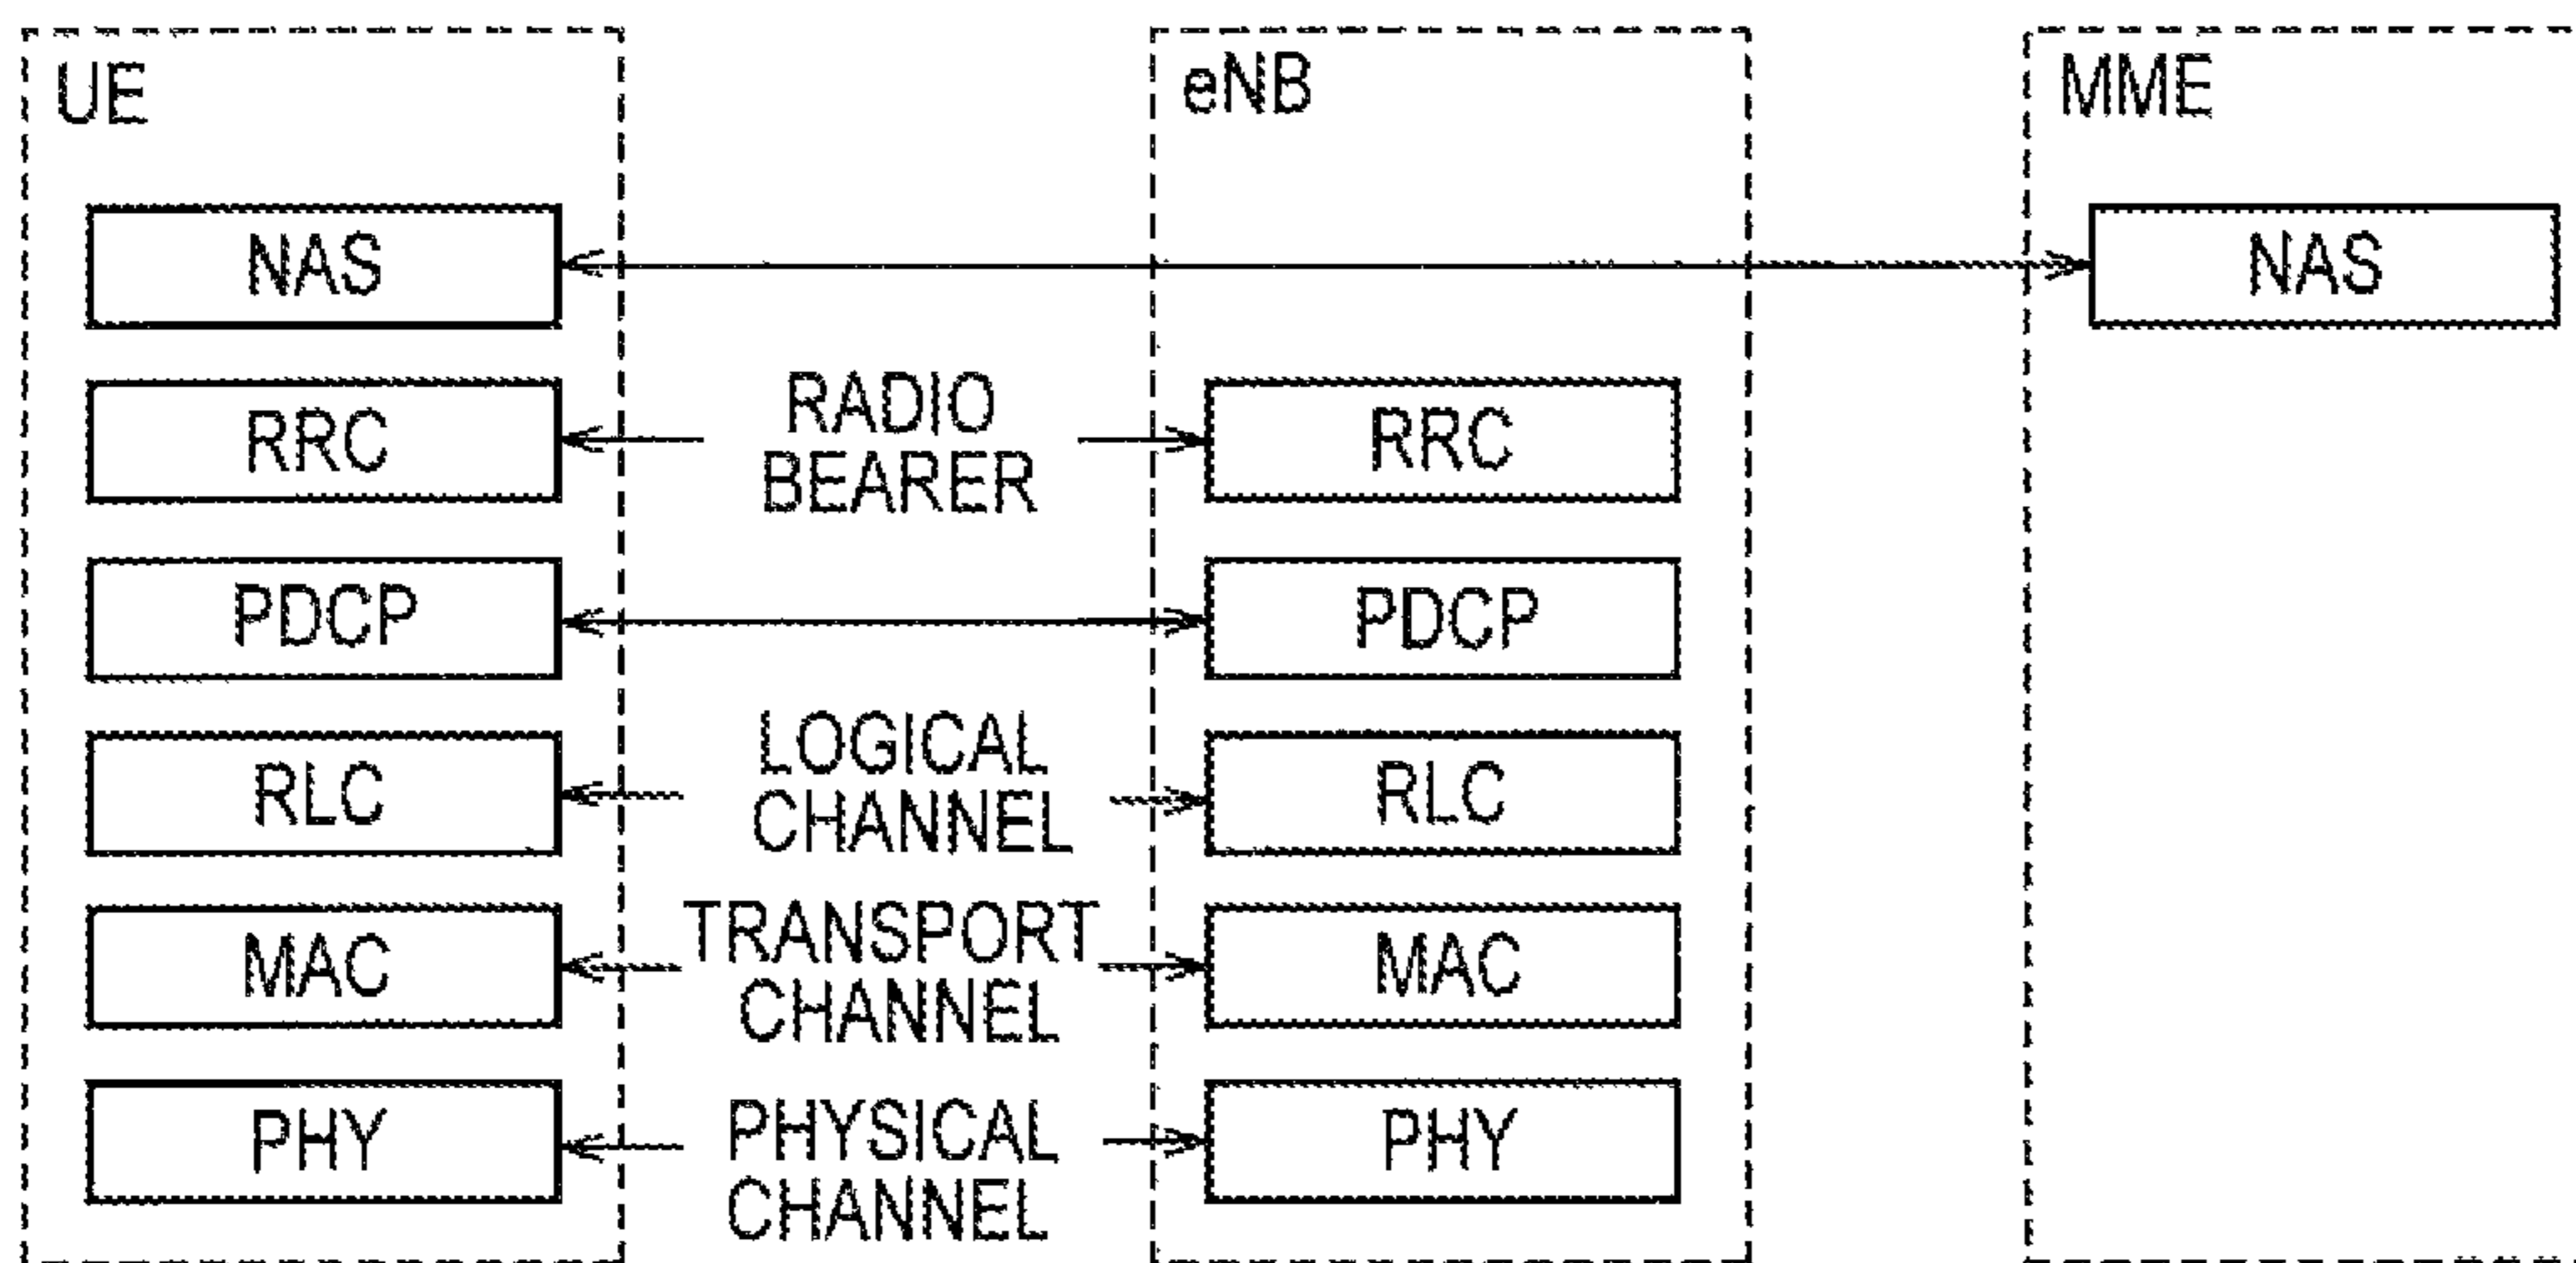 UE
eNB
MME
NAS
NAS
RRC
RADIO
BEARER
RRC
PDCP
PDCP
RLC
LOGICAL
CHANNEL
RLC
MAC
TRANSPORT
CHANNEL
MAC
PHY
PHYSICAL
CHANNEL
PHY